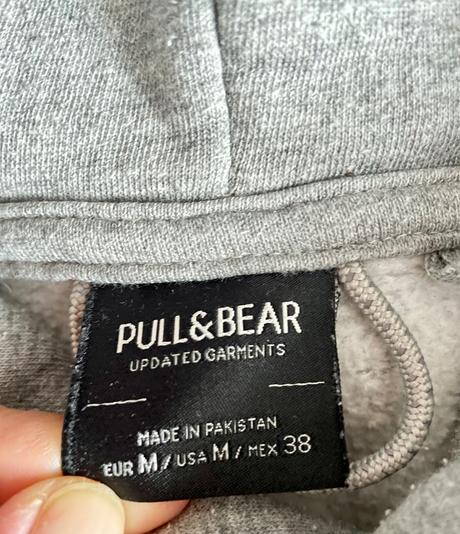 PULL&BEAR
UPDATED GARMENTS
MADE IN PAKISTAN
EUR M / USA M / MEX 38